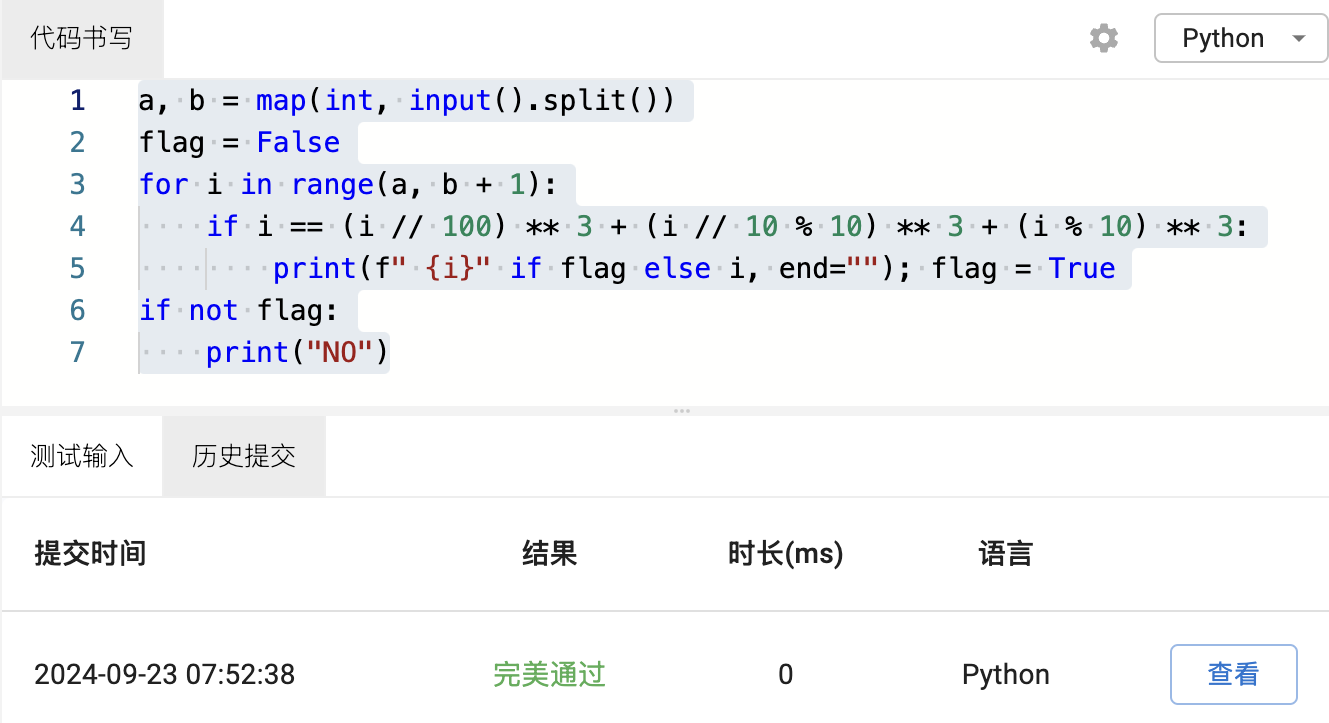 代码书写
Python
1 a, b = map(int, input().split())
2 flag = False
3 for i in range(a, b + 1):
4     if i == (i // 100) ** 3 + (i // 10 % 10) ** 3 + (i % 10) ** 3:
5         print(f" {i}" if flag else i, end=""); flag = True
6 if not flag:
7     print("NO")
测试输入 历史提交
提交时间 结果 时长(ms) 语言
2024-09-23 07:52:38 完美通过 0 Python 查看